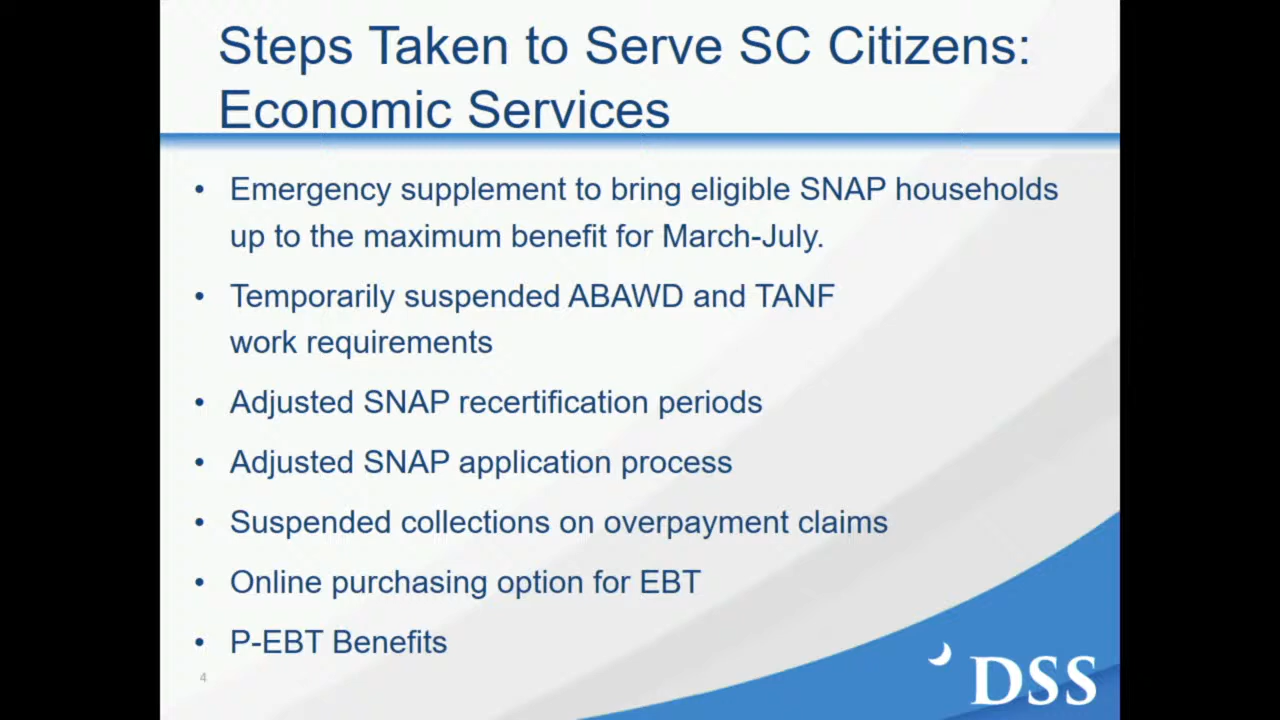 Steps Taken to Serve SC Citizens:
Economic Services
• Emergency supplement to bring eligible SNAP households
up to the maximum benefit for March-July.
• Temporarily suspended ABAWD and TANF
work requirements
• Adjusted SNAP recertification periods
• Adjusted SNAP application process
• Suspended collections on overpayment claims
• Online purchasing option for EBT
• P-EBT Benefits
4
DSS